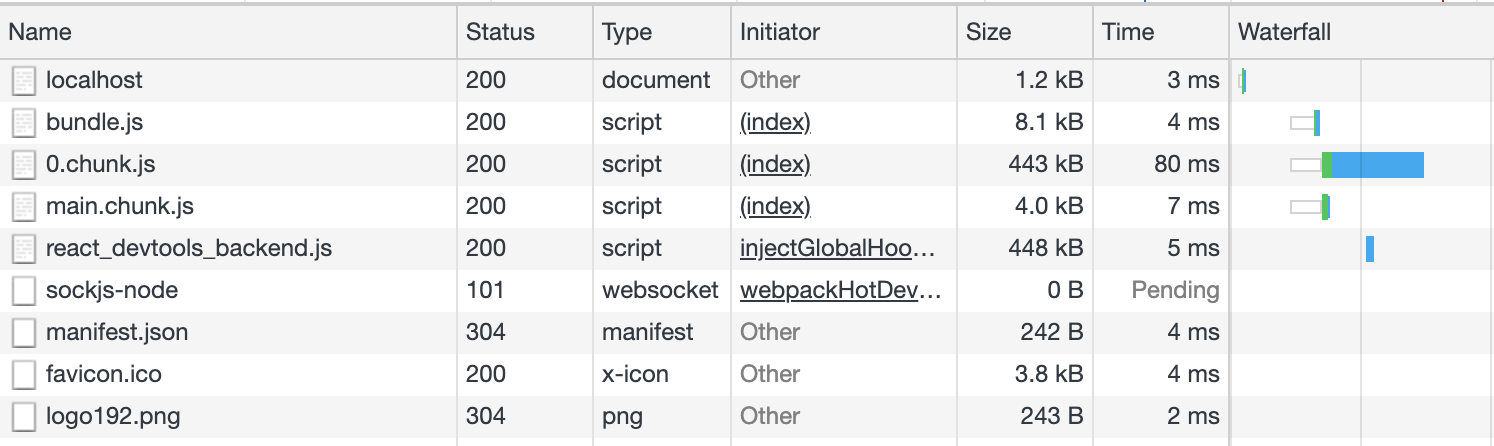 Name Status Type Initiator Size Time Waterfall
localhost 200 document Other 1.2 kB 3 ms
bundle.js 200 script (index) 8.1 kB 4 ms
0.chunk.js 200 script (index) 443 kB 80 ms
main.chunk.js 200 script (index) 4.0 kB 7 ms
react_devtools_backend.js 200 script injectGlobalHoo… 448 kB 5 ms
sockjs-node 101 websocket webpackHotDev… 0 B Pending
manifest.json 304 manifest Other 242 B 4 ms
favicon.ico 200 x-icon Other 3.8 kB 4 ms
logo192.png 304 png Other 243 B 2 ms